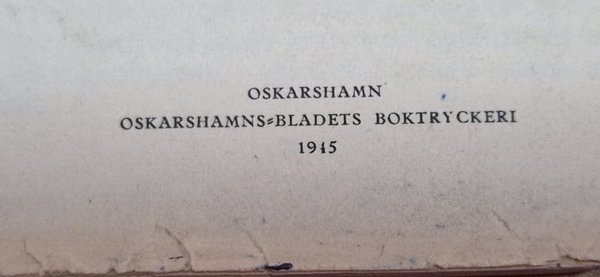 OSKARSHAMN
OSKARSHAMNS=BLADETS BOKTRYCKERI
1945